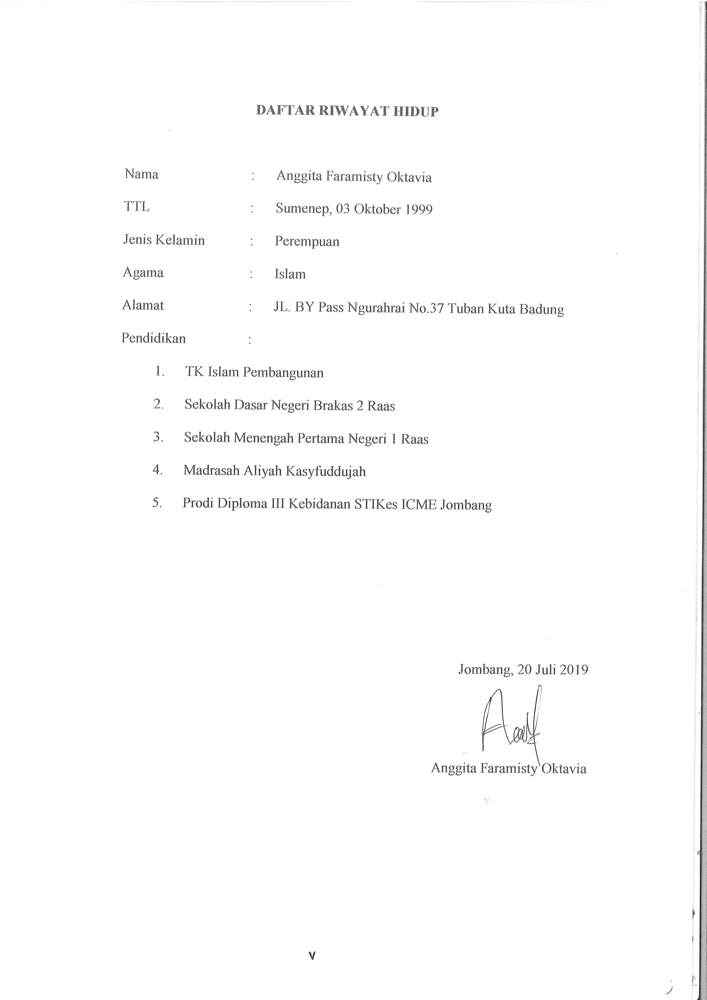 DAFTAR RIWAYAT HIDUP
Nama : Anggita Faramisty Oktavia
TTL : Sumenep, 03 Oktober 1999
Jenis Kelamin : Perempuan
Agama : Islam
Alamat : JL. BY Pass Ngurahrai No.37 Tuban Kuta Badung
Pendidikan :
1. TK Islam Pembangunan
2. Sekolah Dasar Negeri Brakas 2 Raas
3. Sekolah Menengah Pertama Negeri 1 Raas
4. Madrasah Aliyah Kasyfuddujah
5. Prodi Diploma III Kebidanan STIKes ICME Jombang
Jombang, 20 Juli 2019
Anggita Faramisty Oktavia
v